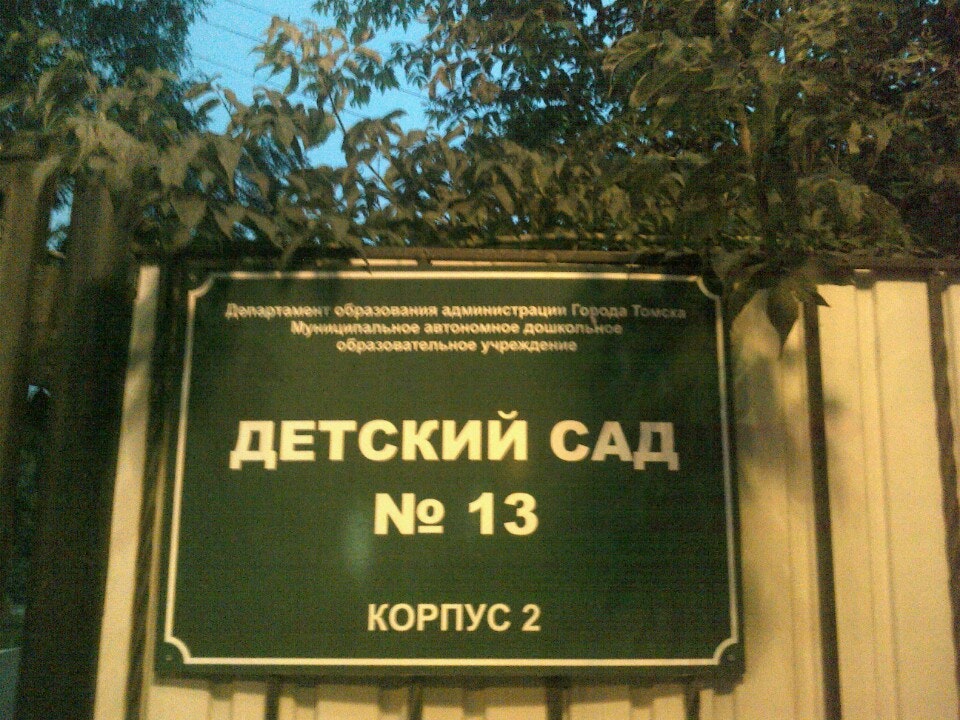 Департамент образования администрации Города Томска
Муниципальное автономное дошкольное
образовательное учреждение
ДЕТСКИЙ САД
№ 13
КОРПУС 2